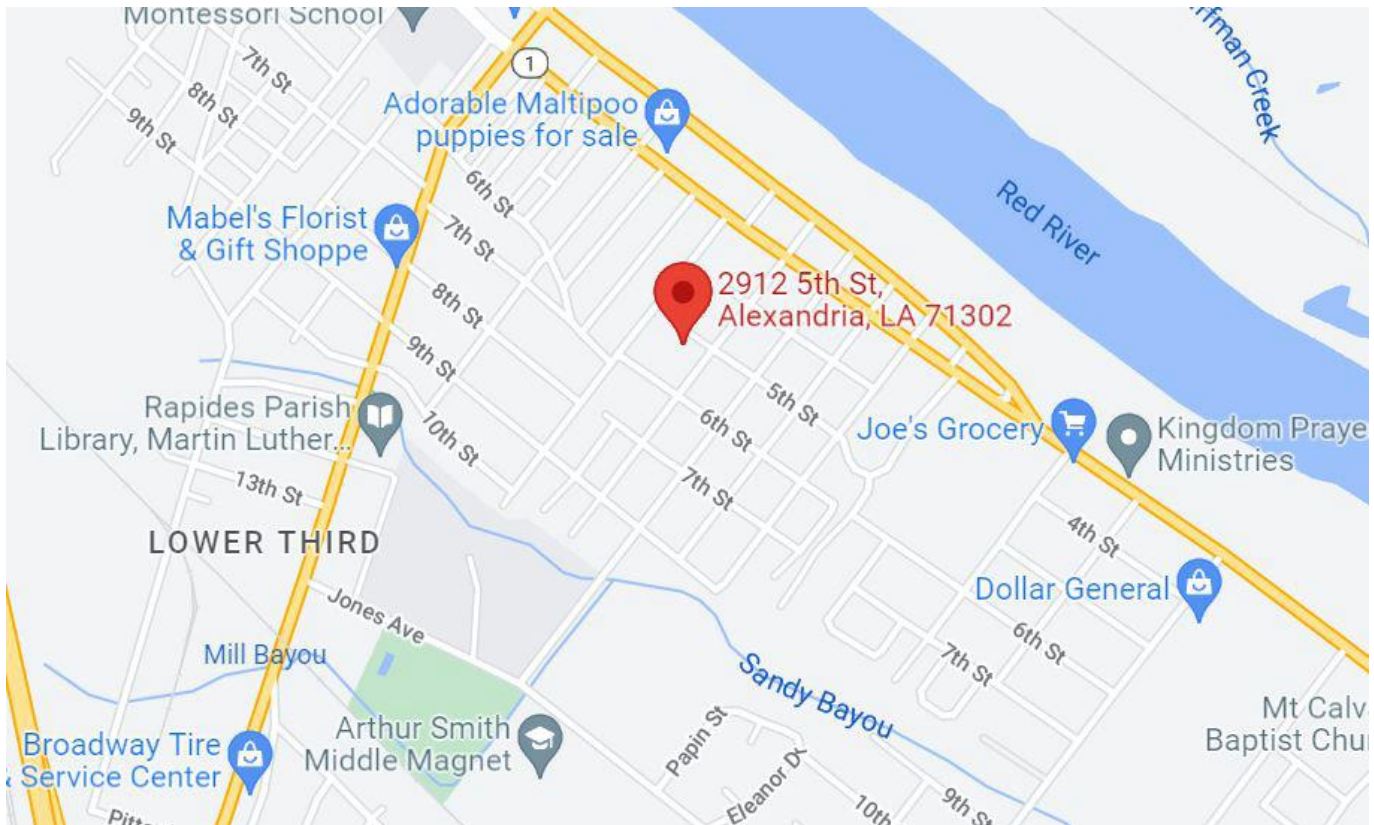 Montessori School
1
7th St
8th St
9th St
Adorable Maltipoo
puppies for sale
ffman Creek
Red River
6th St
7th St
Mabel's Florist
& Gift Shoppe
8th St
9th St
2912 5th St,
Alexandria, LA 71302
5th St
6th St
7th St
Rapides Parish
Library, Martin Luther...
10th St
Joe's Grocery
Kingdom Praye
Ministries
13th St
LOWER THIRD
4th St
Dollar General
Jones Ave
6th St
7th St
Mill Bayou
Sandy Bayou
Arthur Smith
Middle Magnet
Papin St
Eleanor Dr
Mt Calv
Baptist Chu
Broadway Tire
& Service Center
10th
9th St